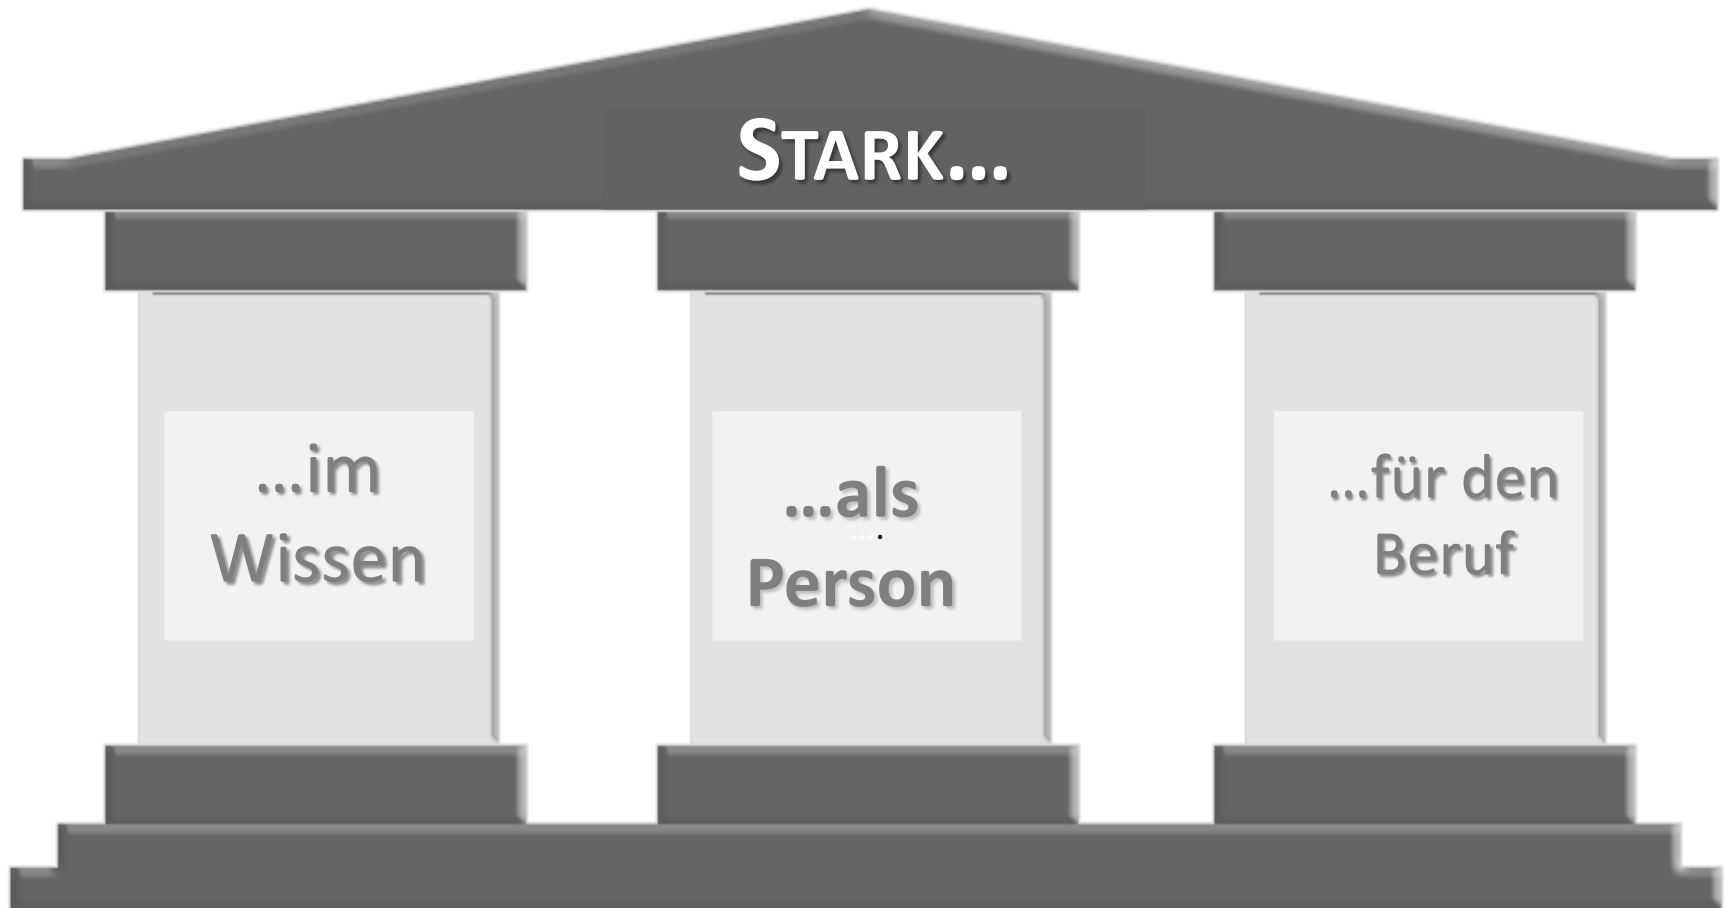 STARK...
...im
Wissen
...als
Person
...für den
Beruf